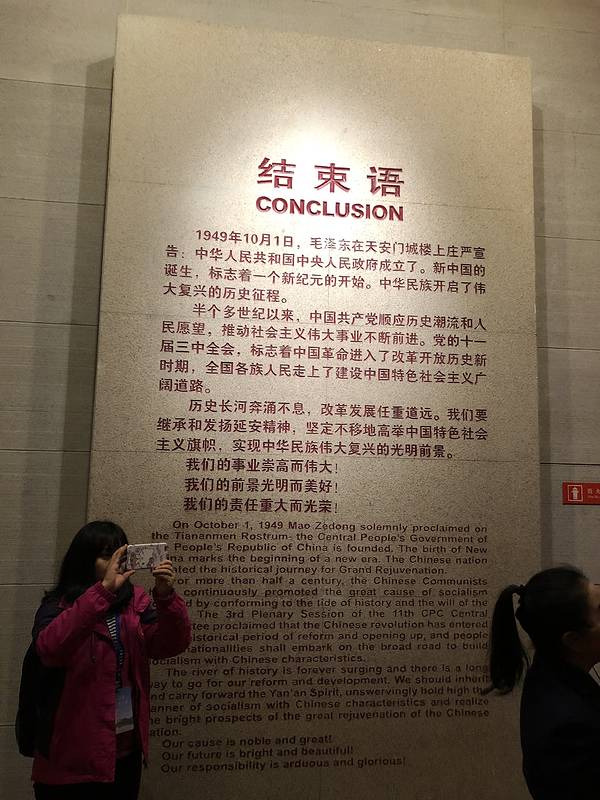 结束语
CONCLUSION
1949年10月1日，毛泽东在天安门城楼上庄严宣
告：中华人民共和国中央人民政府成立了。新中国的
诞生，标志着一个新纪元的开始。中华民族开启了伟
大复兴的历史征程。
半个多世纪以来，中国共产党顺应历史潮流和人
民愿望，推动社会主义伟大事业不断前进。党的十一
届三中全会，标志着中国革命进入了改革开放历史新
时期，全国各族人民走上了建设中国特色社会主义广
阔道路。
历史长河奔涌不息，改革发展任重道远。我们要
继承和发扬延安精神，坚定不移地高举中国特色社会
主义旗帜，实现中华民族伟大复兴的光明前景。
我们的事业崇高而伟大！
我们的前景光明而美好！
我们的责任重大而光荣！
On October 1, 1949 Mao Zedong solemnly proclaimed on
the Tiananmen Rostrum- the Central People's Government of
People's Republic of China is founded. The birth of New
marks the beginning of a new era. The Chinese nation
the historical journey for Grand Rejuvenation.
or more than half a century, the Chinese Communists
continuously promoted the great cause of socialism
by conforming to the tide of history and the will of the
The 3rd Plenary Session of the 11th CPC Central
proclaimed that the Chinese revolution has entered
historical period of reform and opening up, and people
nationalities shall embark on the broad road to build
ocialism with Chinese characteristics.
The river of history is forever surging and there is a long
way to go for our reform and development. We should inherit
and carry forward the Yan'an Spirit, unswervingly hold high the
anner of socialism with Chinese characteristics and realize
he bright prospects of the great rejuvenation of the Chinese
ation.
Our cause is noble and great!
Our future is bright and beautiful!
Our responsibility is arduous and glorious!